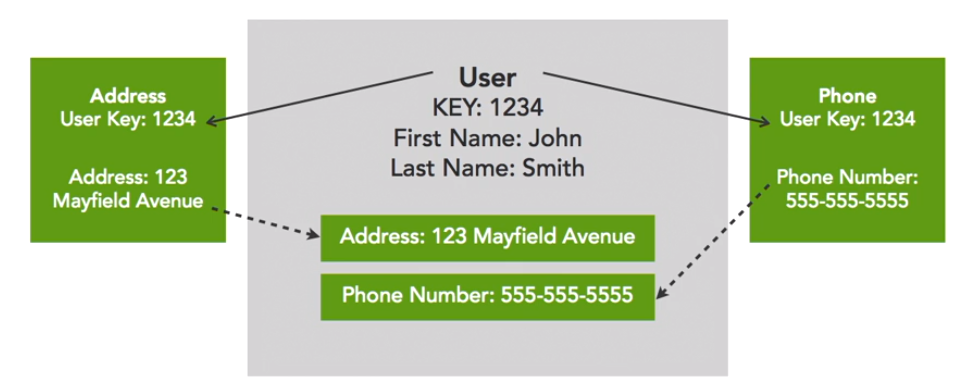 Address
User Key: 1234
Address: 123
Mayfield Avenue
User
KEY: 1234
First Name: John
Last Name: Smith
Address: 123 Mayfield Avenue
Phone Number: 555-555-5555
Phone
User Key: 1234
Phone Number:
555-555-5555